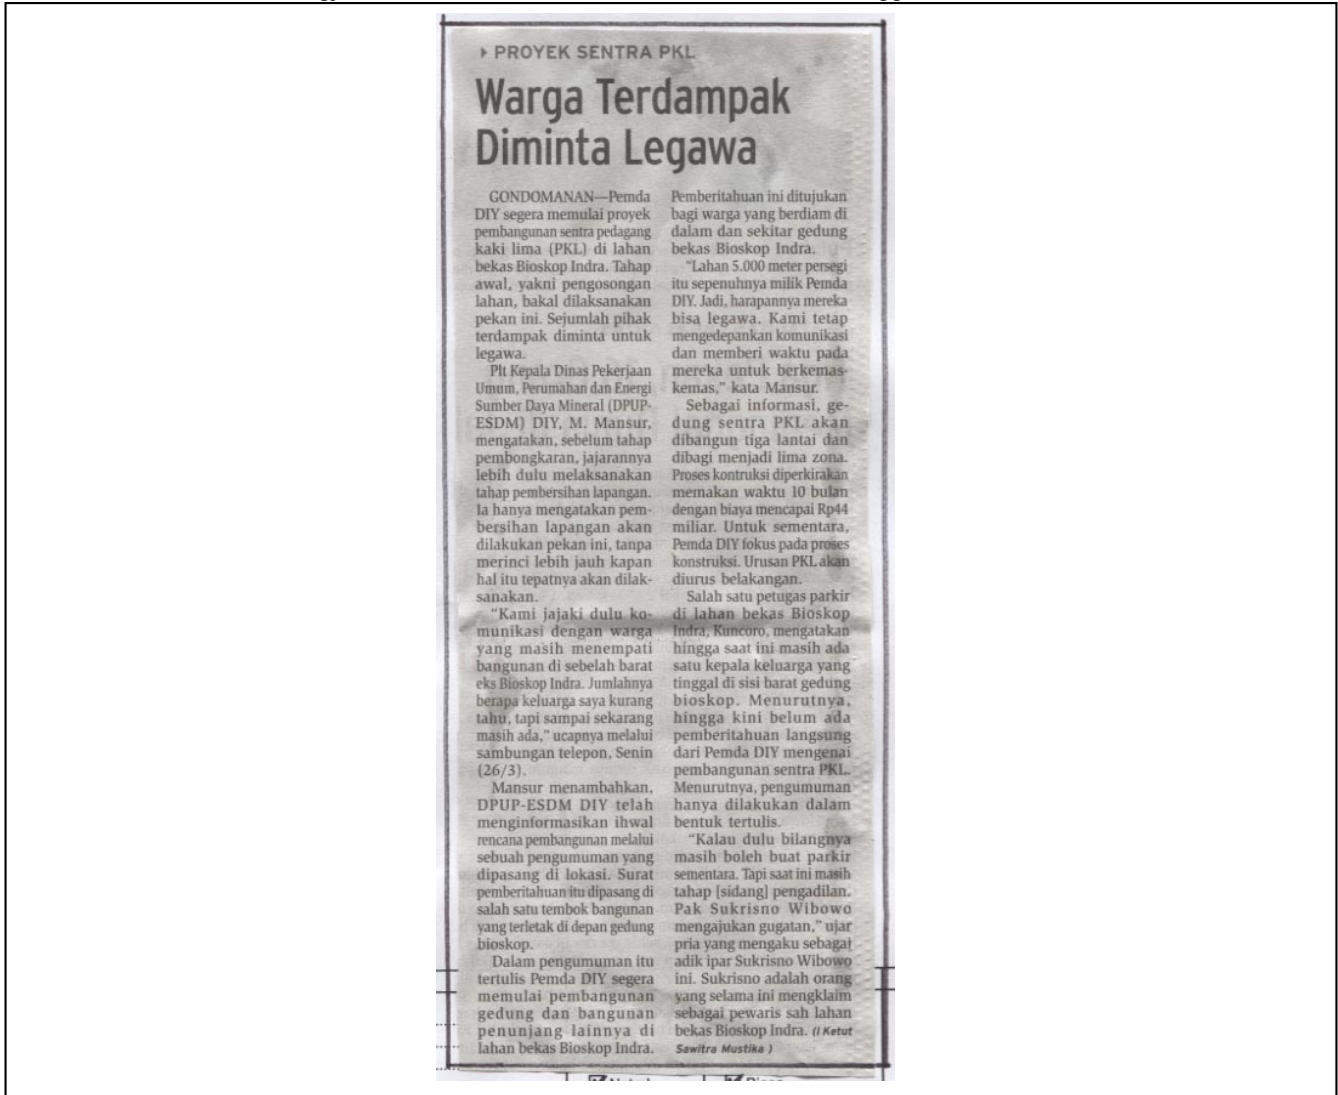 PROYEK SENTRA PKL
Warga Terdampak
Diminta Legawa
GONDOMANAN—Pemda
DIY segera memulai proyek
pembangunan sentra pedagang
kaki lima (PKL) di lahan
bekas Bioskop Indra. Tahap
awal, yakni pengosongan
lahan, bakal dilaksanakan
pekan ini. Sejumlah pihak
terdampak diminta untuk
legawa.
Plt Kepala Dinas Pekerjaan
Umum, Perumahan dan Energi
Sumber Daya Mineral (DPUP-
ESDM) DIY, M. Mansur,
mengatakan, sebelum tahap
pembongkaran, jajarannya
lebih dulu melaksanakan
tahap pembersihan lapangan.
Ia hanya mengatakan pem-
bersihan lapangan akan
dilakukan pekan ini, tanpa
merinci lebih jauh kapan
hal itu tepatnya akan dilak-
sanakan.
"Kami jajaki dulu ko-
munikasi dengan warga
yang masih menempati
bangunan di sebelah barat
eks Bioskop Indra. Jumlahnya
berapa keluarga saya kurang
tahu, tapi sampai sekarang
masih ada," ucapnya melalui
sambungan telepon, Senin
(26/3).
Mansur menambahkan,
DPUP-ESDM DIY telah
menginformasikan ihwal
rencana pembangunan melalui
sebuah pengumuman yang
dipasang di lokasi. Surat
pemberitahuan itu dipasang di
salah satu tembok bangunan
yang terletak di depan gedung
bioskop.
Dalam pengumuman itu
tertulis Pemda DIY segera
memulai pembangunan
gedung dan bangunan
penunjang lainnya di
lahan bekas Bioskop Indra.
Pemberitahuan ini ditujukan
bagi warga yang berdiam di
dalam dan sekitar gedung
bekas Bioskop Indra.
"Lahan 5.000 meter persegi
itu sepenuhnya milik Pemda
DIY. Jadi, harapannya mereka
bisa legawa. Kami tetap
mengedepankan komunikasi
dan memberi waktu pada
mereka untuk berkemas-
kemas," kata Mansur.
Sebagai informasi, ge-
dung sentra PKL akan
dibangun tiga lantai dan
dibagi menjadi lima zona.
Proses kontruksi diperkirakan
memakan waktu 10 bulan
dengan biaya mencapai Rp44
miliar. Untuk sementara,
Pemda DIY fokus pada proses
konstruksi. Urusan PKL akan
diurus belakangan.
Salah satu petugas parkir
di lahan bekas Bioskop
Indra, Kuncoro, mengatakan
hingga saat ini masih ada
satu kepala keluarga yang
tinggal di sisi barat gedung
bioskop. Menurutnya,
hingga kini belum ada
pemberitahuan langsung
dari Pemda DIY mengenai
pembangunan sentra PKL.
Menurutnya, pengumuman
hanya dilakukan dalam
bentuk tertulis.
"Kalau dulu bilangnya
masih boleh buat parkir
sementara. Tapi saat ini masih
tahap [sidang] pengadilan.
Pak Sukrisno Wibowo
mengajukan gugatan," ujar
pria yang mengaku sebagai
adik ipar Sukrisno Wibowo
ini. Sukrisno adalah orang
yang selama ini mengklaim
sebagai pewaris sah lahan
bekas Bioskop Indra. (I Ketut
Sawitra Mustika )